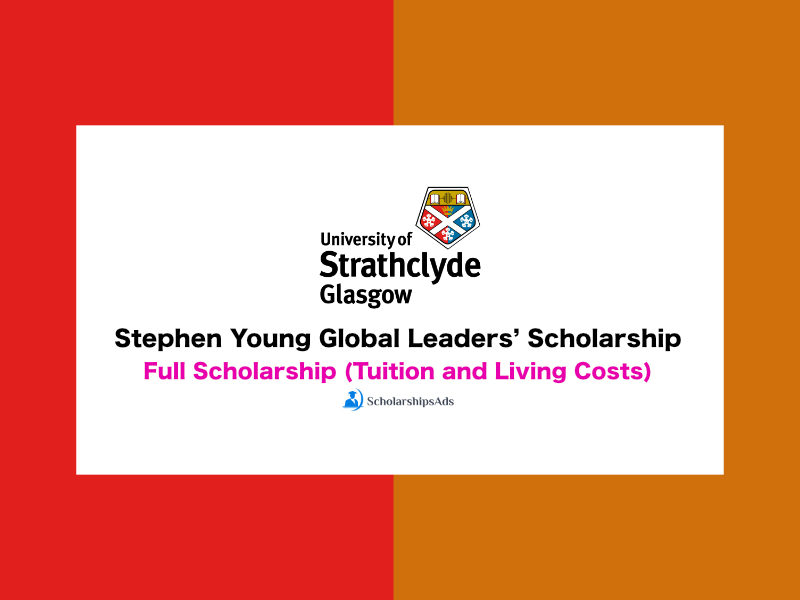 University of
Strathclyde
Glasgow
Stephen Young Global Leaders’ Scholarship
Full Scholarship (Tuition and Living Costs)
ScholarshipsAds